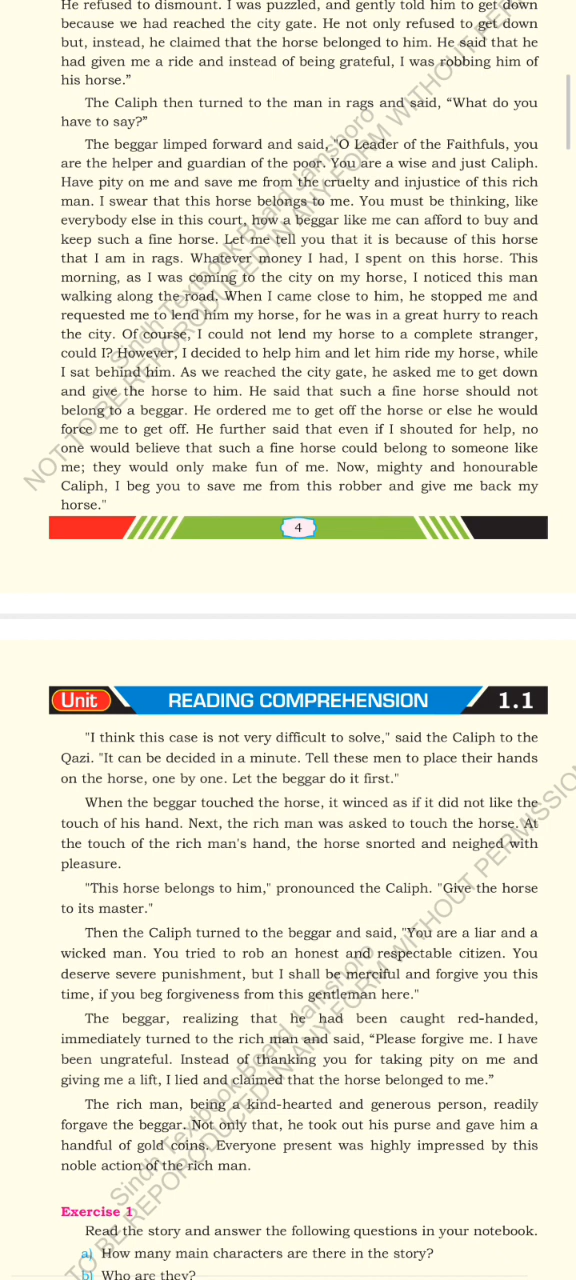 He refused to dismount. I was puzzled, and gently told him to get down
because we had reached the city gate. He not only refused to get down
but, instead, he claimed that the horse belonged to him. He said that he
had given me a ride and instead of being grateful, I was robbing him of
his horse.”
The Caliph then turned to the man in rags and said, “What do you
have to say?”
The beggar limped forward and said, "O Leader of the Faithfuls, you
are the helper and guardian of the poor. You are a wise and just Caliph.
Have pity on me and save me from the cruelty and injustice of this rich
man. I swear that this horse belongs to me. You must be thinking, like
everybody else in this court, how a beggar like me can afford to buy and
keep such a fine horse. Let me tell you that it is because of this horse
that I am in rags. Whatever money I had, I spent on this horse. This
morning, as I was coming to the city on my horse, I noticed this man
walking along the road. When I came close to him, he stopped me and
requested me to lend him my horse, for he was in a great hurry to reach
the city. Of course, I could not lend my horse to a complete stranger,
could I? However, I decided to help him and let him ride my horse, while
I sat behind him. As we reached the city gate, he asked me to get down
and give the horse to him. He said that such a fine horse should not
belong to a beggar. He ordered me to get off the horse or else he would
force me to get off. He further said that even if I shouted for help, no
one would believe that such a fine horse could belong to someone like
me; they would only make fun of me. Now, mighty and honourable
Caliph, I beg you to save me from this robber and give me back my
horse."
4
Unit READING COMPREHENSION 1.1
"I think this case is not very difficult to solve," said the Caliph to the
Qazi. "It can be decided in a minute. Tell these men to place their hands
on the horse, one by one. Let the beggar do it first."
When the beggar touched the horse, it winced as if it did not like the
touch of his hand. Next, the rich man was asked to touch the horse. At
the touch of the rich man's hand, the horse snorted and neighed with
pleasure.
"This horse belongs to him," pronounced the Caliph. "Give the horse
to its master."
Then the Caliph turned to the beggar and said, "You are a liar and a
wicked man. You tried to rob an honest and respectable citizen. You
deserve severe punishment, but I shall be merciful and forgive you this
time, if you beg forgiveness from this gentleman here."
The beggar, realizing that he had been caught red-handed,
immediately turned to the rich man and said, “Please forgive me. I have
been ungrateful. Instead of thanking you for taking pity on me and
giving me a lift, I lied and claimed that the horse belonged to me.”
The rich man, being a kind-hearted and generous person, readily
forgave the beggar. Not only that, he took out his purse and gave him a
handful of gold coins. Everyone present was highly impressed by this
noble action of the rich man.
Exercise 1
Read the story and answer the following questions in your notebook.
a) How many main characters are there in the story?
b) Who are they?